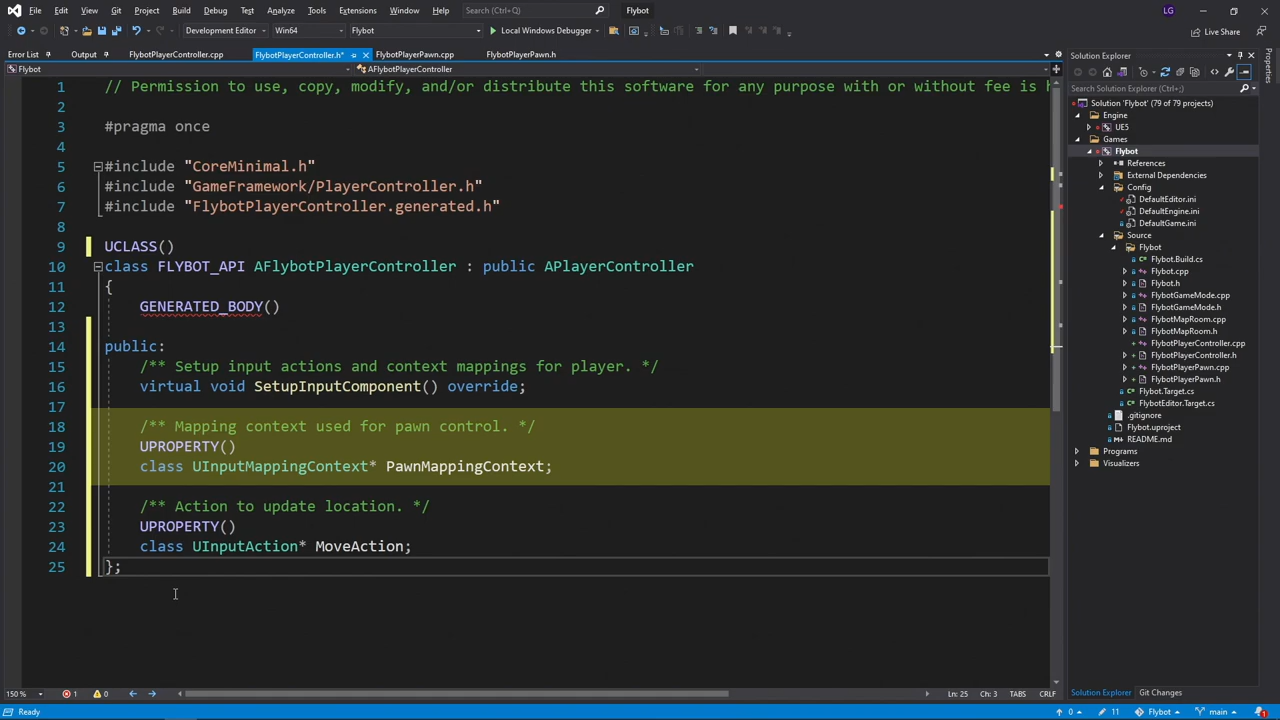 File Edit View Git Project Build Debug Test Analyze Tools Extensions Window Help Search (Ctrl+Q) Flybot LG
Development Editor Win64 Flybot Local Windows Debugger Live Share
Error List Output FlybotPlayerController.cpp FlybotPlayerController.h* FlybotPlayerPawn.cpp FlybotPlayerPawn.h
Flybot AFlybotPlayerController
1 // Permission to use, copy, modify, and/or distribute this software for any purpose with or without fee is h
2
3 #pragma once
4
5 #include "CoreMinimal.h"
6 #include "GameFramework/PlayerController.h"
7 #include "FlybotPlayerController.generated.h"
8
9 UCLASS()
10 class FLYBOT_API AFlybotPlayerController : public APlayerController
11 {
12 GENERATED_BODY()
13
14 public:
15 /** Setup input actions and context mappings for player. */
16 virtual void SetupInputComponent() override;
17
18 /** Mapping context used for pawn control. */
19 UPROPERTY()
20 class UInputMappingContext* PawnMappingContext;
21
22 /** Action to update location. */
23 UPROPERTY()
24 class UInputAction* MoveAction;
25 };
150 % 1 0 Ln: 25 Ch: 3 TABS CRLF
Solution Explorer
Search Solution Explorer (Ctrl+;)
Solution 'Flybot' (79 of 79 projects)
Engine
UE5
Games
Flybot
References
External Dependencies
Config
DefaultEditor.ini
DefaultEngine.ini
DefaultGame.ini
Source
Flybot
Flybot.Build.cs
Flybot.cpp
Flybot.h
FlybotGameMode.cpp
FlybotGameMode.h
FlybotMapRoom.cpp
FlybotMapRoom.h
FlybotPlayerController.cpp
FlybotPlayerController.h
FlybotPlayerPawn.cpp
FlybotPlayerPawn.h
Flybot.Target.cs
FlybotEditor.Target.cs
.gitignore
Flybot.uproject
README.md
Programs
Visualizers
Solution Explorer Git Changes
Properties
Ready 0 11 Flybot main 1